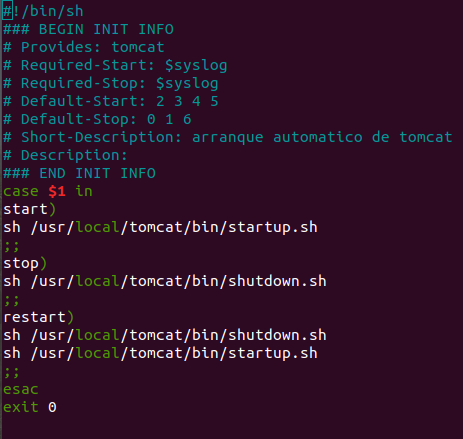 #!/bin/sh
### BEGIN INIT INFO
# Provides: tomcat
# Required-Start: $syslog
# Required-Stop: $syslog
# Default-Start: 2 3 4 5
# Default-Stop: 0 1 6
# Short-Description: arranque automatico de tomcat
# Description:
### END INIT INFO
case $1 in
start)
sh /usr/local/tomcat/bin/startup.sh
;;
stop)
sh /usr/local/tomcat/bin/shutdown.sh
;;
restart)
sh /usr/local/tomcat/bin/shutdown.sh
sh /usr/local/tomcat/bin/startup.sh
;;
esac
exit 0